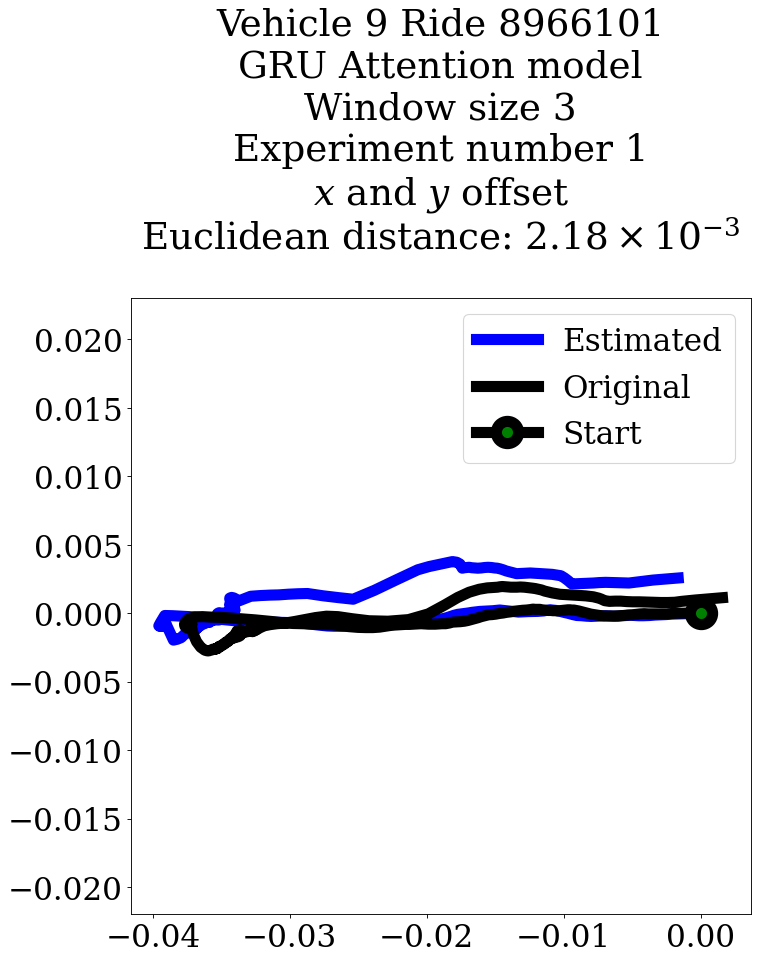 Vehicle 9 Ride 8966101
GRU Attention model
Window size 3
Experiment number 1
x and y offset
Euclidean distance: 2.18 × 10⁻³
Estimated
Original
Start
0.020
0.015
0.010
0.005
0.000
−0.005
−0.010
−0.015
−0.020
−0.04 −0.03 −0.02 −0.01 0.00